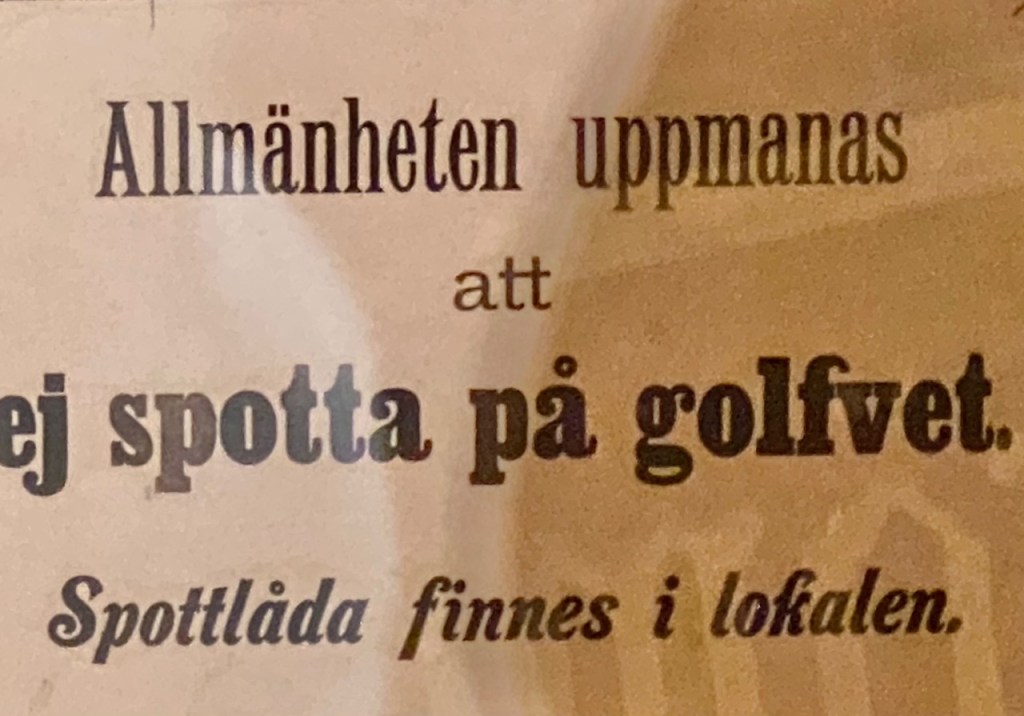 Allmänheten uppmanas
att
ej spotta på golfvet.
Spottlåda finnes i lokalen.